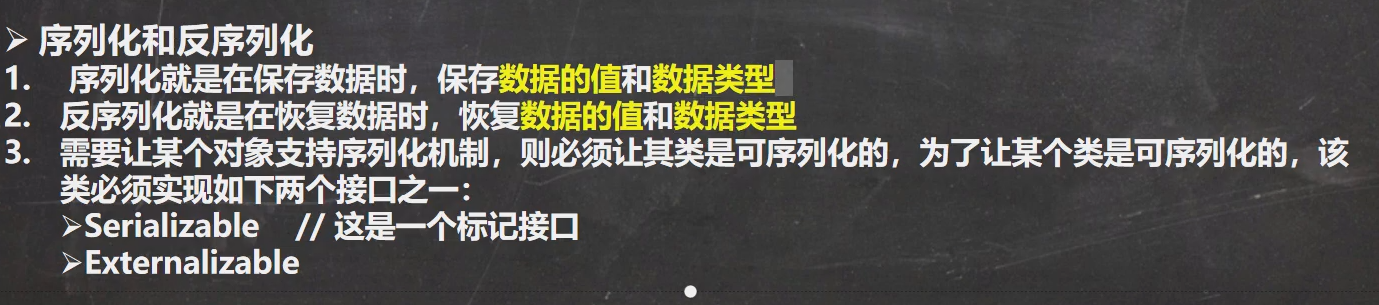 ➢ 序列化和反序列化
1. 序列化就是在保存数据时，保存数据的值和数据类型
2. 反序列化就是在恢复数据时，恢复数据的值和数据类型
3. 需要让某个对象支持序列化机制，则必须让其类是可序列化的，为了让某个类是可序列化的，该
类必须实现如下两个接口之一：
➢Serializable // 这是一个标记接口
➢Externalizable